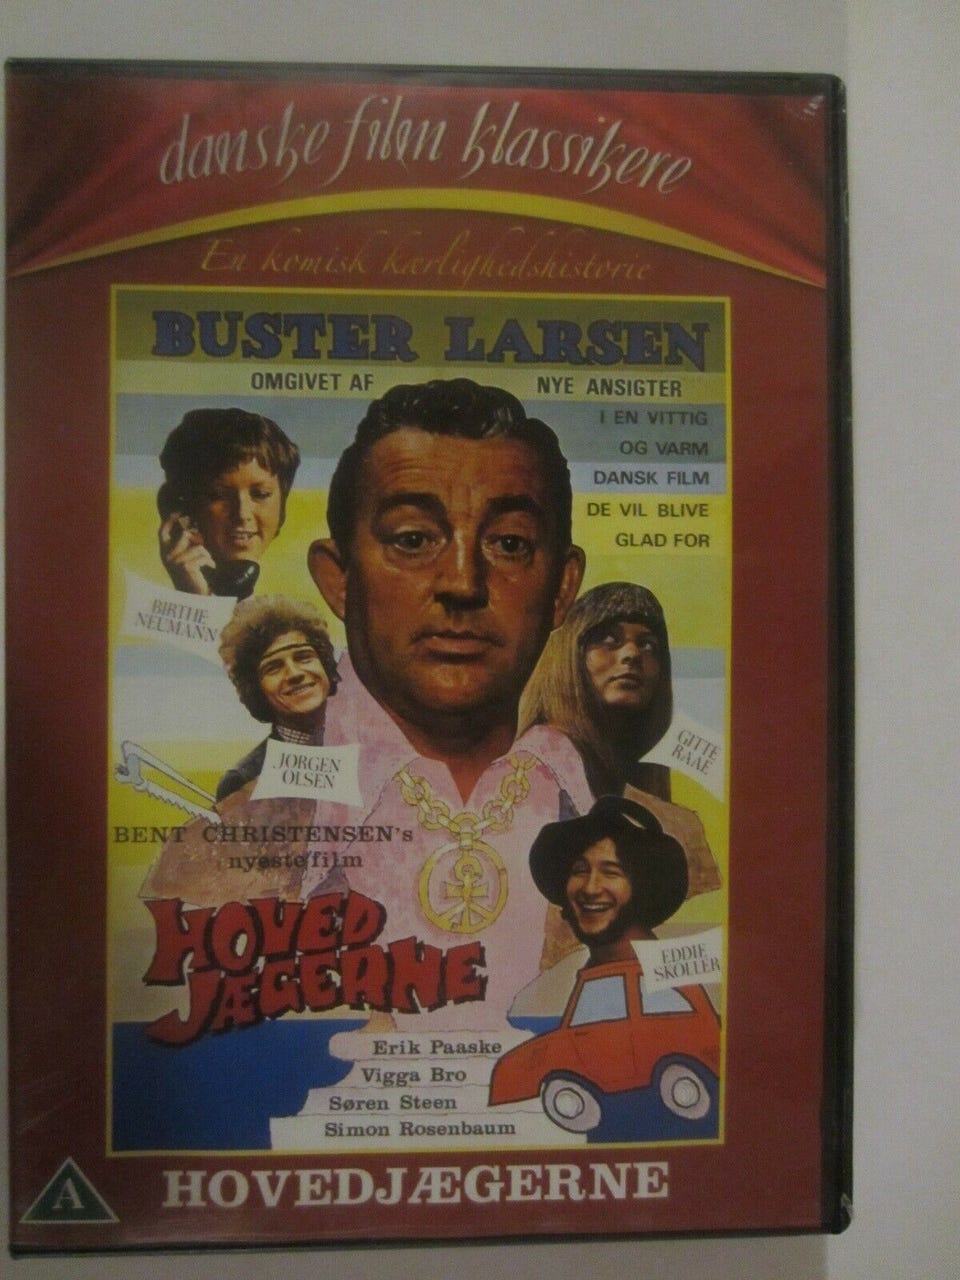 danske film klassikere
En komisk kærlighedshistorie
BUSTER LARSEN
OMGIVET AF NYE ANSIGTER
I EN VITTIG
OG VARM
DANSK FILM
DE VIL BLIVE
GLAD FOR
BIRTHE
NEUMANN
JØRGEN
OLSEN
GITTE
RAAE
BENT CHRISTENSEN's
nyeste film
HOVED
JÆGERNE
EDDIE
SKOLLER
Erik Paaske
Vigga Bro
Søren Steen
Simon Rosenbaum
A
HOVEDJÆGERNE